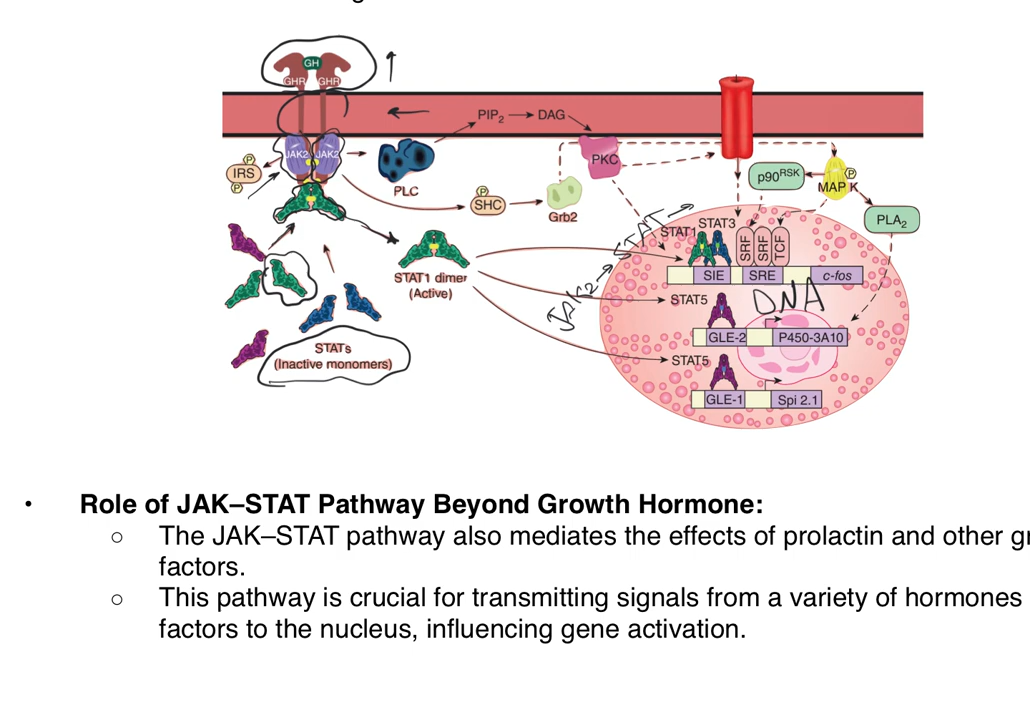 GH
GHR GHR
PIP₂ → DAG
JAK2 JAK2
IRS
P
P
PLC
P
SHC
Grb2
PKC
p90RSK
P
MAP K
PLA₂
STAT1 dimer
(Active)
STATs
(Inactive monomers)
Jak2 → STAT →
STAT1 STAT3
SRF SRF TCF
SIE SRE c-fos
STAT5
DNA
GLE-2 P450-3A10
STAT5
GLE-1 Spi 2.1
• Role of JAK–STAT Pathway Beyond Growth Hormone:
○ The JAK–STAT pathway also mediates the effects of prolactin and other gr
factors.
○ This pathway is crucial for transmitting signals from a variety of hormones
factors to the nucleus, influencing gene activation.